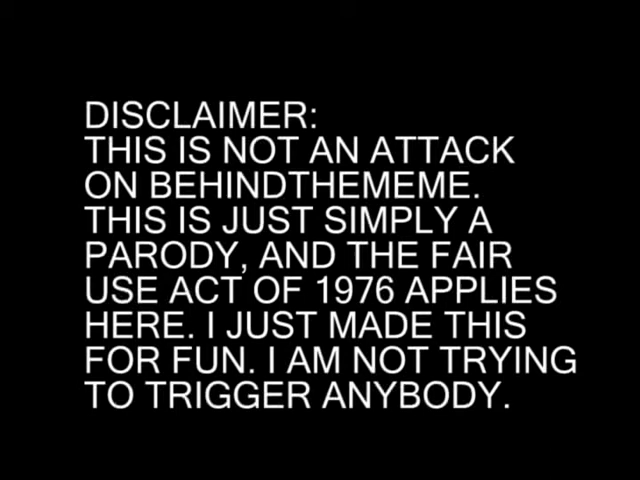 DISCLAIMER:
THIS IS NOT AN ATTACK
ON BEHINDTHEMEME.
THIS IS JUST SIMPLY A
PARODY, AND THE FAIR
USE ACT OF 1976 APPLIES
HERE. I JUST MADE THIS
FOR FUN. I AM NOT TRYING
TO TRIGGER ANYBODY.